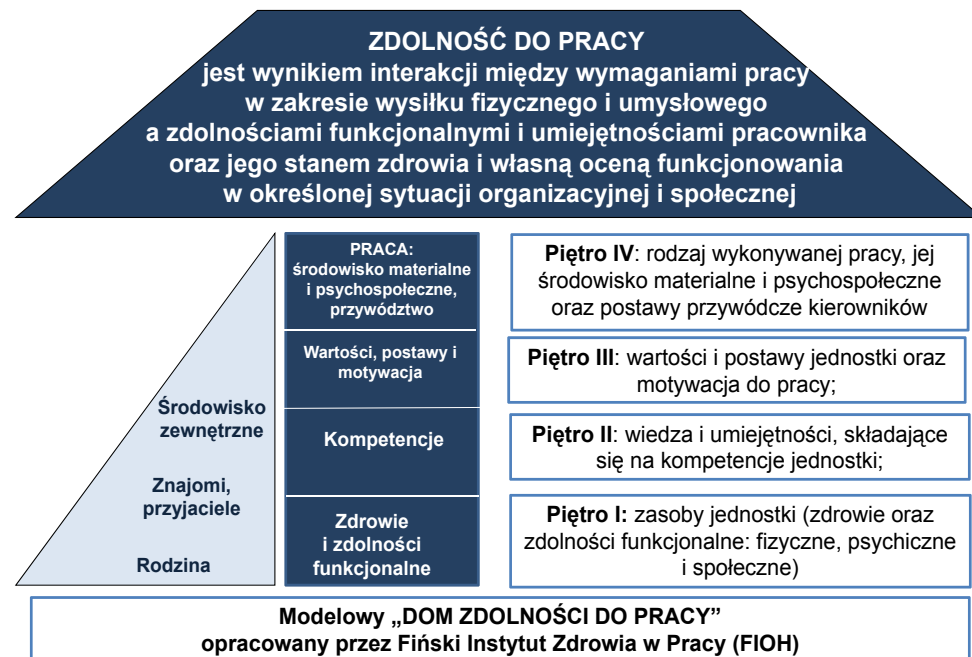 ZDOLNOŚĆ DO PRACY
jest wynikiem interakcji między wymaganiami pracy
w zakresie wysiłku fizycznego i umysłowego
a zdolnościami funkcjonalnymi i umiejętnościami pracownika
oraz jego stanem zdrowia i własną oceną funkcjonowania
w określonej sytuacji organizacyjnej i społecznej
Środowisko
zewnętrzne
Znajomi,
przyjaciele
Rodzina
PRACA:
środowisko materialne
i psychospołeczne,
przywództwo
Wartości, postawy i
motywacja
Kompetencje
Zdrowie
i zdolności
funkcjonalne
Piętro IV: rodzaj wykonywanej pracy, jej
środowisko materialne i psychospołeczne
oraz postawy przywódcze kierowników
Piętro III: wartości i postawy jednostki oraz
motywacja do pracy;
Piętro II: wiedza i umiejętności, składające
się na kompetencje jednostki;
Piętro I: zasoby jednostki (zdrowie oraz
zdolności funkcjonalne: fizyczne, psychiczne
i społeczne)
Modelowy „DOM ZDOLNOŚCI DO PRACY”
opracowany przez Fiński Instytut Zdrowia w Pracy (FIOH)